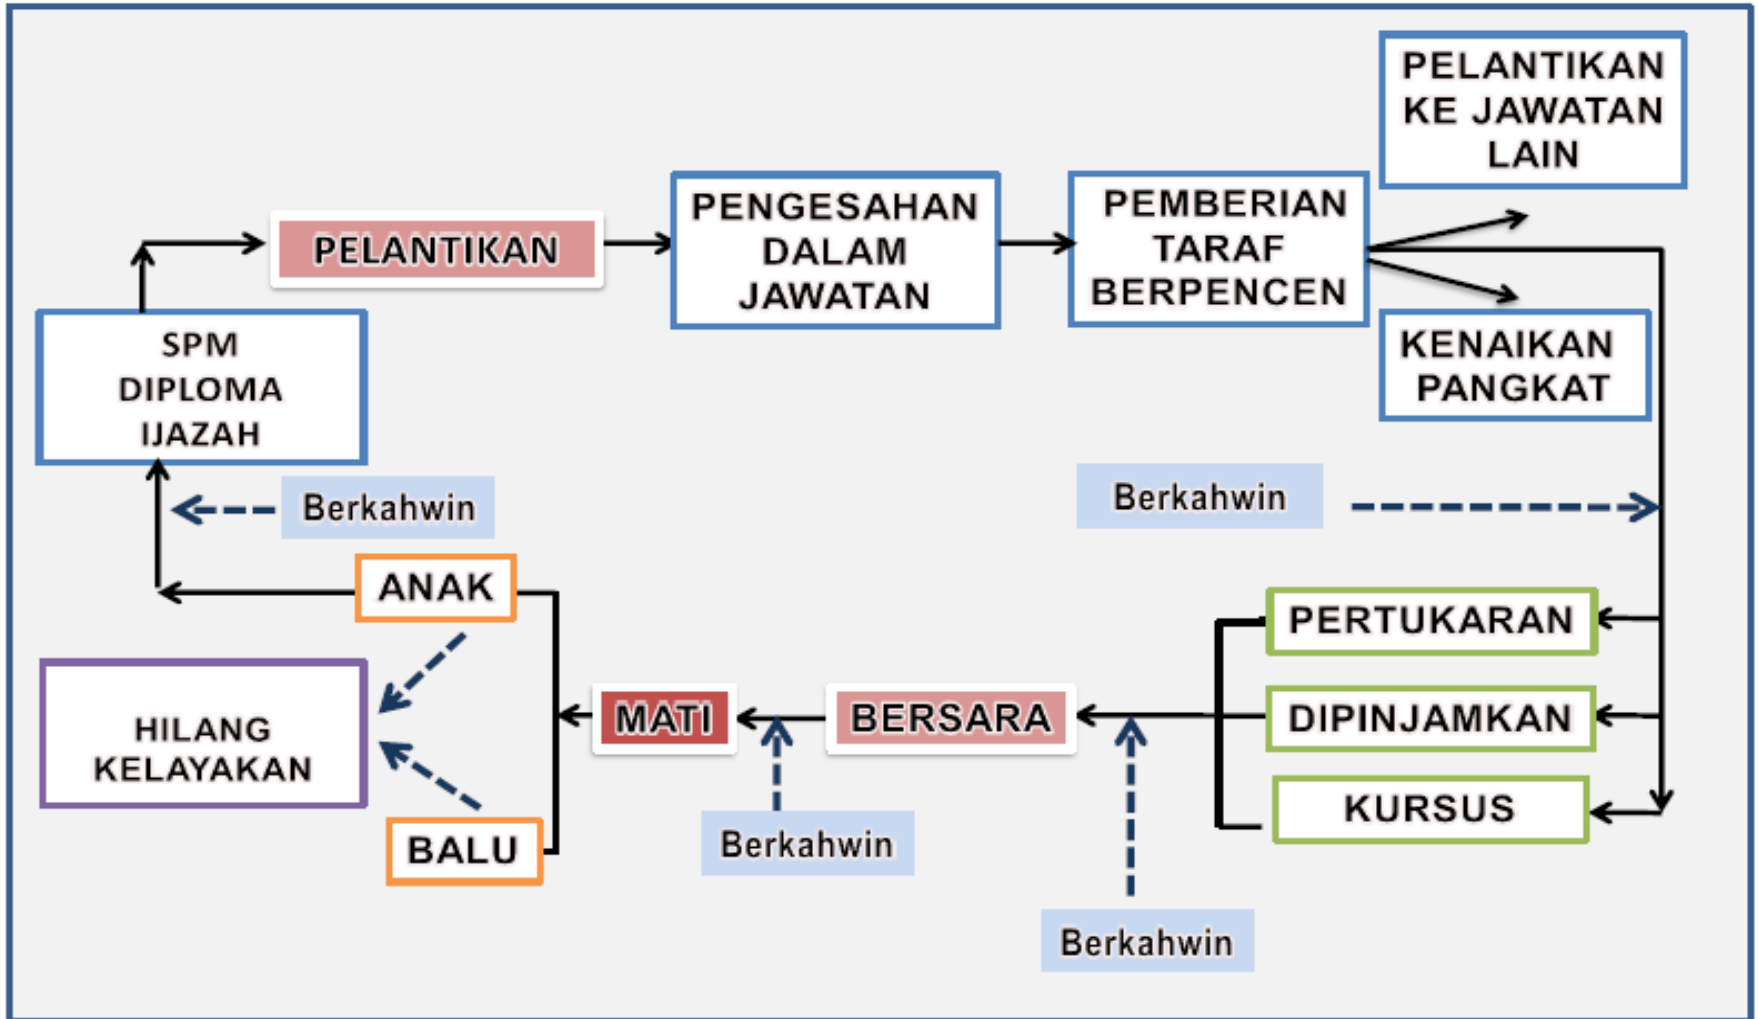 PELANTIKAN
KE JAWATAN
LAIN
PELANTIKAN
PENGESAHAN
DALAM
JAWATAN
PEMBERIAN
TARAF
BERPENCEN
SPM
DIPLOMA
IJAZAH
KENAIKAN
PANGKAT
Berkahwin
Berkahwin
ANAK
PERTUKARAN
HILANG
KELAYAKAN
MATI
BERSARA
DIPINJAMKAN
BALU
Berkahwin
KURSUS
Berkahwin